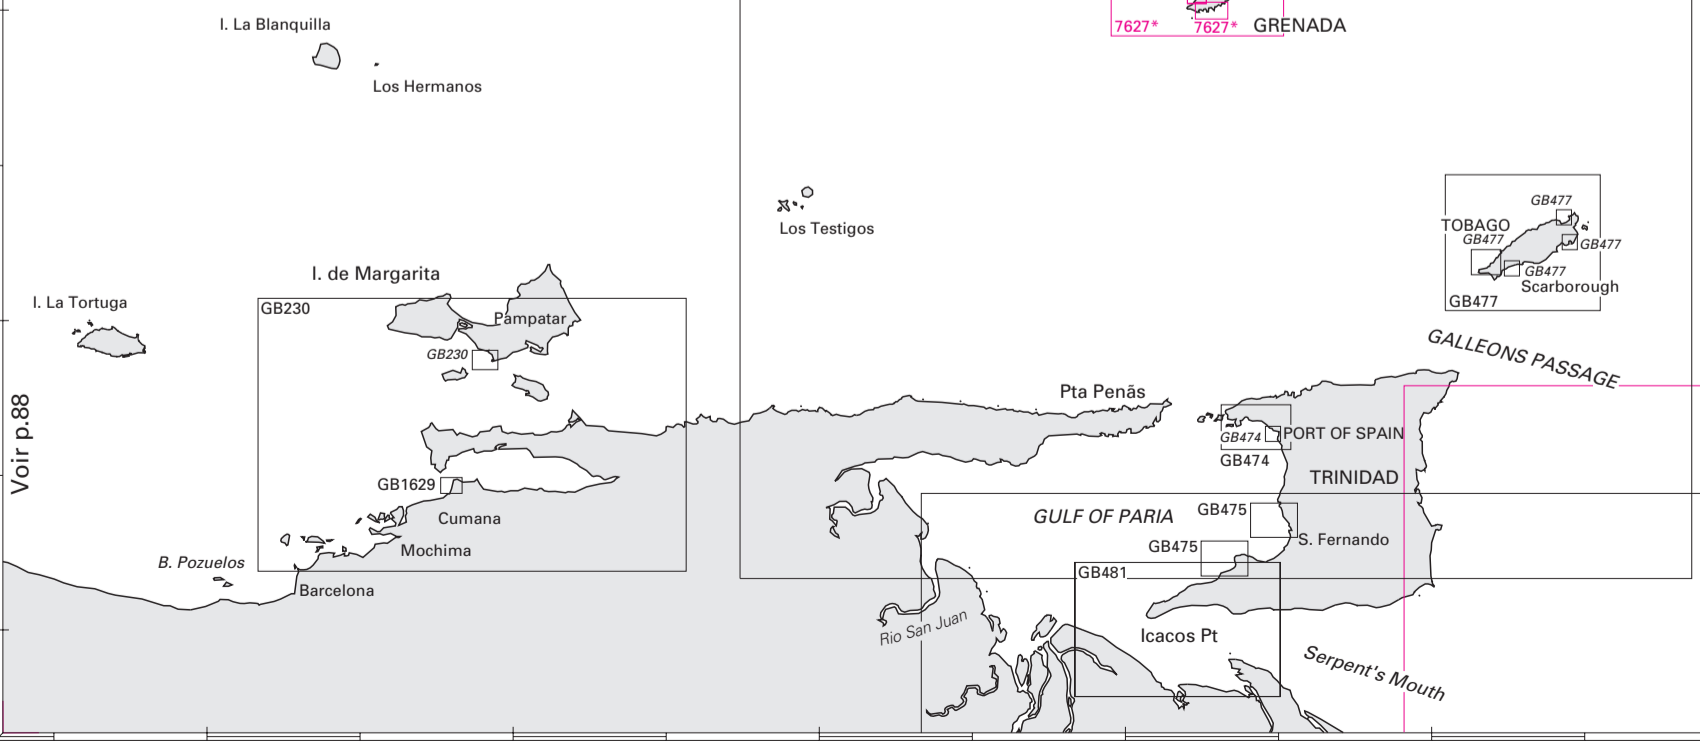 I. La Blanquilla
7627*
7627*
GRENADA
Los Hermanos
Los Testigos
GB477
TOBAGO
GB477
GB477
GB477
Scarborough
GB477
I. de Margarita
I. La Tortuga
GB230
Pampatar
GB230
GALLEONS PASSAGE
Voir p.88
Pta Penãs
GB474
PORT OF SPAIN
GB474
TRINIDAD
GB1629
Cumana
GULF OF PARIA
GB475
S. Fernando
Mochima
GB475
B. Pozuelos
GB481
Barcelona
Rio San Juan
Icacos Pt
Serpent's Mouth